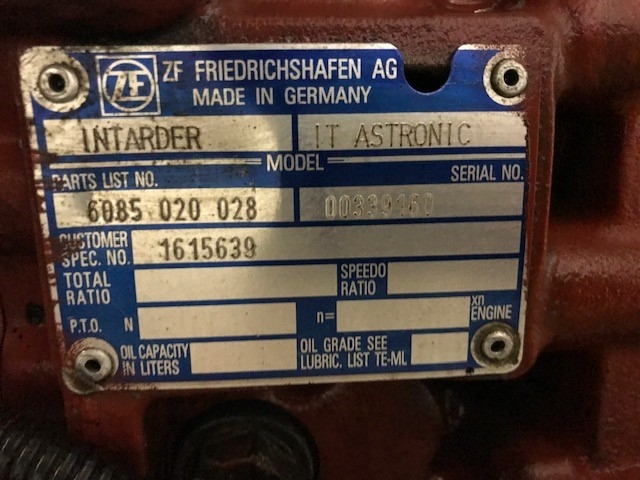 ZF ZF FRIEDRICHSHAFEN AG
MADE IN GERMANY
INTARDER IT ASTRONIC
MODEL
PARTS LIST NO. SERIAL NO.
6085 020 028 00339160
CUSTOMER SPEC. NO. 1615639
TOTAL RATIO SPEEDO RATIO
P.T.O. N n= xn ENGINE
OIL CAPACITY IN LITERS OIL GRADE SEE LUBRIC. LIST TE-ML